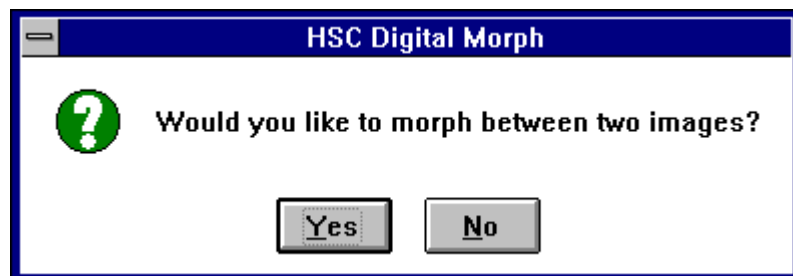 HSC Digital Morph
Would you like to morph between two images?
Yes No